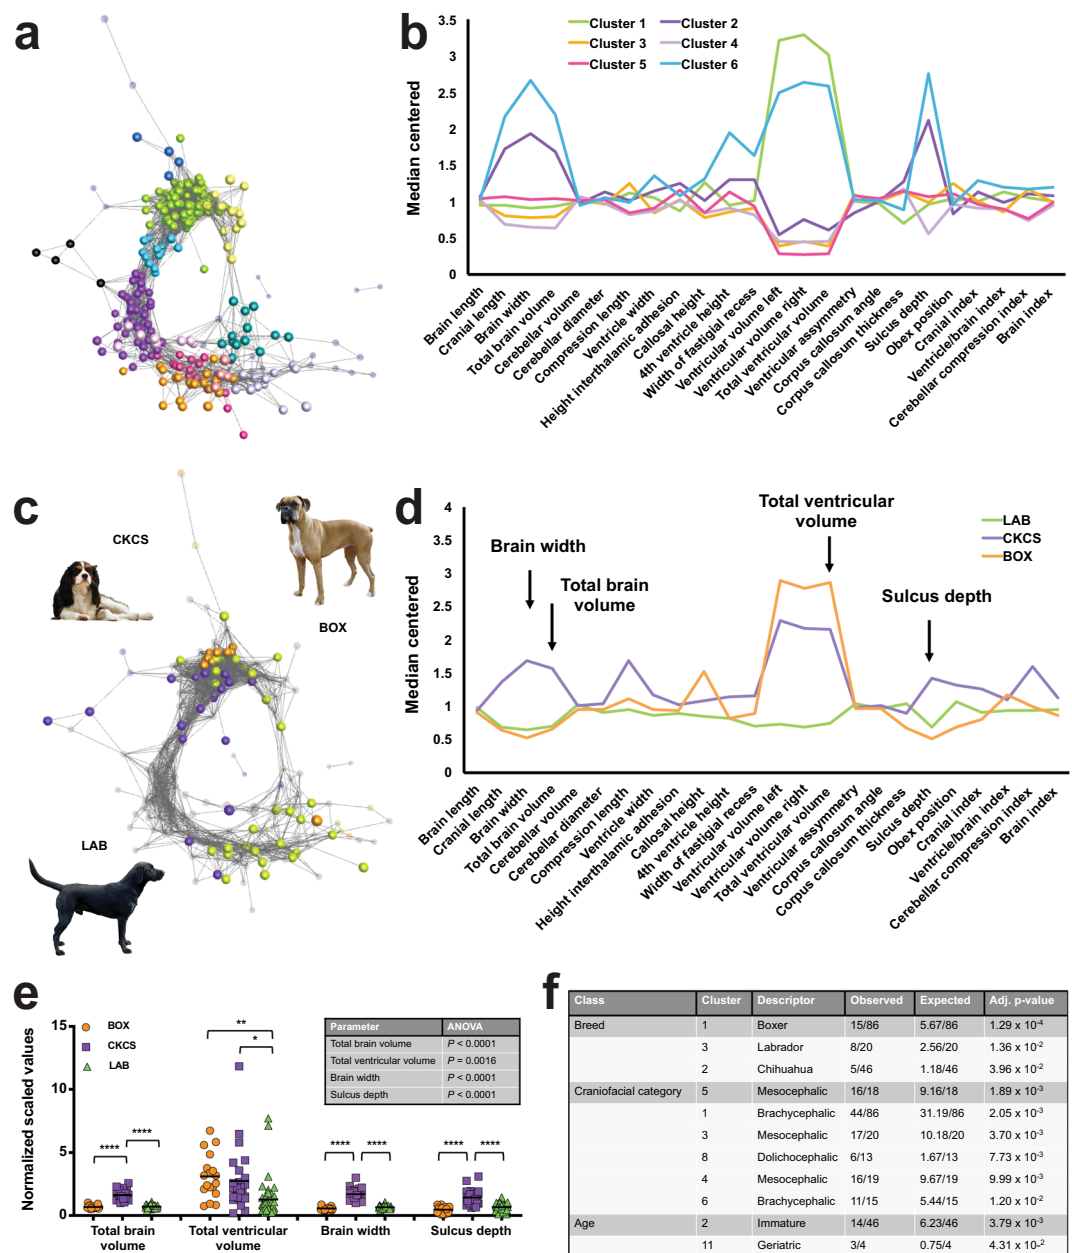 a
b
3.5
3
2.5
2
1.5
1
0.5
0
Median centered
Cluster 1
Cluster 2
Cluster 3
Cluster 4
Cluster 5
Cluster 6
Brain length
Cranial length
Brain width
Total brain volume
Cerebellar volume
Cerebellar diameter
Compression length
Ventricle width
Height interthalamic adhesion
Callosal height
4th ventricle height
Width of fastigial recess
Ventricular volume left
Ventricular volume right
Total ventricular volume
Ventricular assymetry
Corpus callosum angle
Corpus callosum thickness
Sulcus depth
Obex position
Cranial index
Ventricle/brain index
Cerebellar compression index
Brain index
c
CKCS
BOX
LAB
d
4
3.5
3
2.5
2
1.5
1
0.5
0
Median centered
Brain width
Total brain
volume
Total ventricular
volume
Sulcus depth
LAB
CKCS
BOX
Brain length
Cranial length
Brain width
Total brain volume
Cerebellar volume
Cerebellar diameter
Compression length
Ventricle width
Height interthalamic adhesion
Callosal height
4th ventricle height
Width of fastigial recess
Ventricular volume left
Ventricular volume right
Total ventricular volume
Ventricular assymetry
Corpus callosum angle
Corpus callosum thickness
Sulcus depth
Obex position
Cranial index
Ventricle/brain index
Cerebellar compression index
Brain index
e
15
10
5
0
Normalized scaled values
BOX
CKCS
LAB
**
*
**** ****
**** ****
**** ****
Parameter ANOVA
Total brain volume P < 0.0001
Total ventricular volume P = 0.0016
Brain width P < 0.0001
Sulcus depth P < 0.0001
Total brain
volume
Total ventricular
volume
Brain width
Sulcus depth
f
Class Cluster Descriptor Observed Expected Adj. p-value
Breed 1 Boxer 15/86 5.67/86 1.29 x 10-4
3 Labrador 8/20 2.56/20 1.36 x 10-2
2 Chihuahua 5/46 1.18/46 3.96 x 10-2
Craniofacial category 5 Mesocephalic 16/18 9.16/18 1.89 x 10-3
1 Brachycephalic 44/86 31.19/86 2.05 x 10-3
3 Mesocephalic 17/20 10.18/20 3.70 x 10-3
8 Dolichocephalic 6/13 1.67/13 7.73 x 10-3
4 Mesocephalic 16/19 9.67/19 9.99 x 10-3
6 Brachycephalic 11/15 5.44/15 1.20 x 10-2
Age 2 Immature 14/46 6.23/46 3.79 x 10-3
11 Geriatric 3/4 0.75/4 4.31 x 10-2